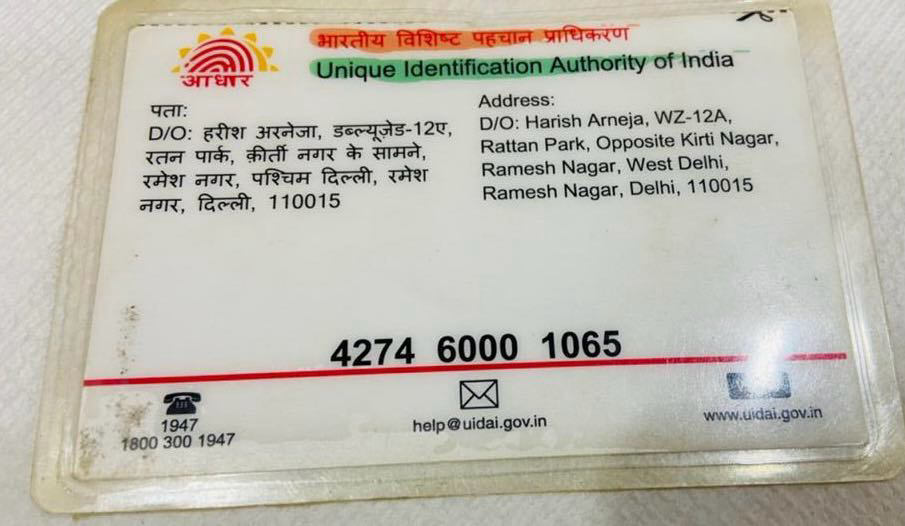 भारतीय विशिष्ट पहचान प्राधिकरण
Unique Identification Authority of India
आधार
पता:
D/O: हरीश अरनेजा, डब्ल्यूज़ेड-12ए,
रतन पार्क, क़ीर्ती नगर के सामने,
रमेश नगर, पश्चिम दिल्ली, रमेश
नगर, दिल्ली, 110015
Address:
D/O: Harish Arneja, WZ-12A,
Rattan Park, Opposite Kirti Nagar,
Ramesh Nagar, West Delhi,
Ramesh Nagar, Delhi, 110015
4274 6000 1065
1947
1800 300 1947
help@uidai.gov.in
www.uidai.gov.in